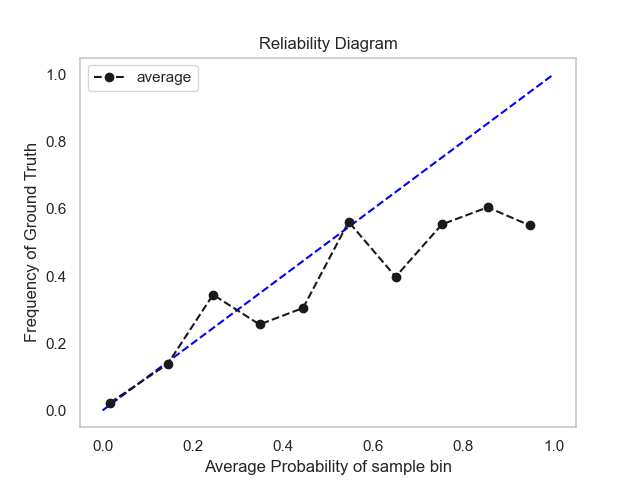 Reliability Diagram
average
Frequency of Ground Truth
1.0
0.8
0.6
0.4
0.2
0.0
0.0 0.2 0.4 0.6 0.8 1.0
Average Probability of sample bin